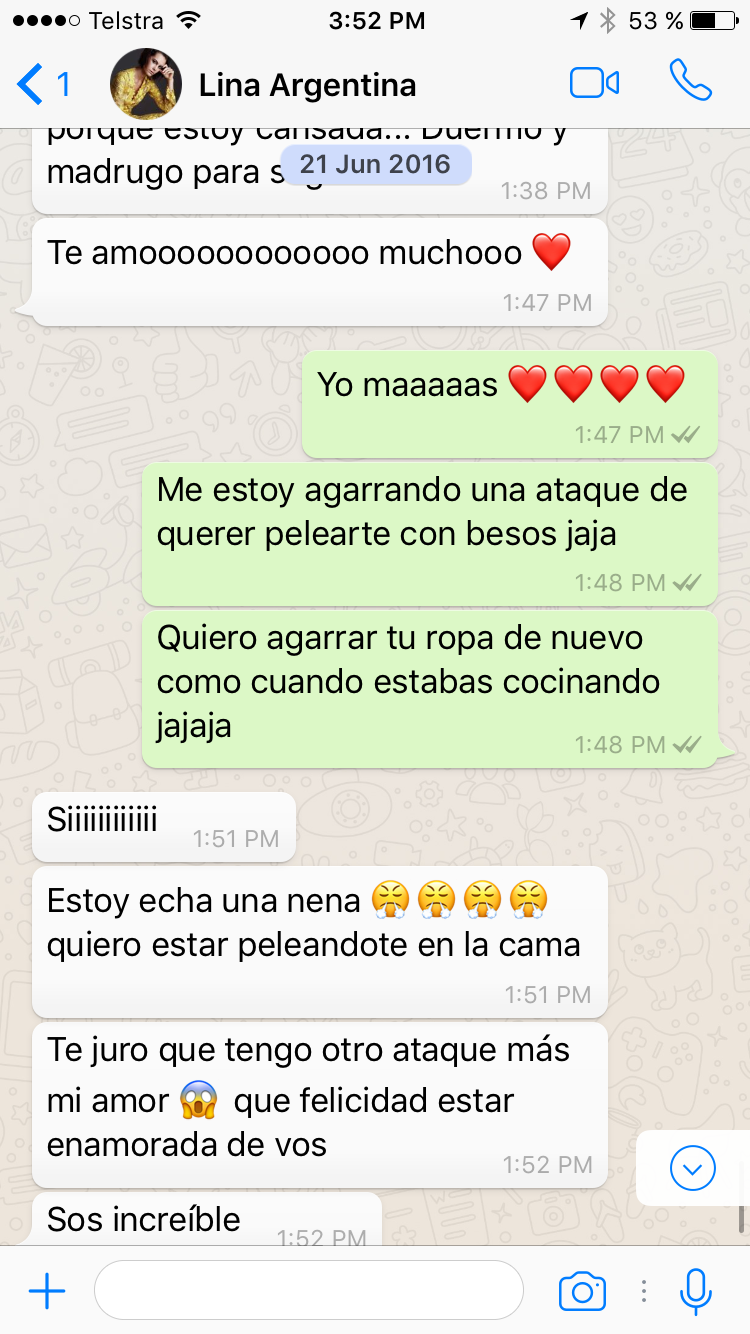 Telstra 3:52 PM 53 %
1 Lina Argentina
porque estoy cansada... Duermo y
21 Jun 2016
madrugo para
1:38 PM
Te amoooooooooooo muchooo ❤️
1:47 PM
Yo maaaaas ❤️❤️❤️❤️
1:47 PM
Me estoy agarrando una ataque de
querer pelearte con besos jaja
1:48 PM
Quiero agarrar tu ropa de nuevo
como cuando estabas cocinando
jajaja
1:48 PM
Siiiiiiiiiiiii
1:51 PM
Estoy echa una nena 😤😤😤😤
quiero estar peleandote en la cama
1:51 PM
Te juro que tengo otro ataque más
mi amor 😱 que felicidad estar
enamorada de vos
1:52 PM
Sos increíble
1:52 PM